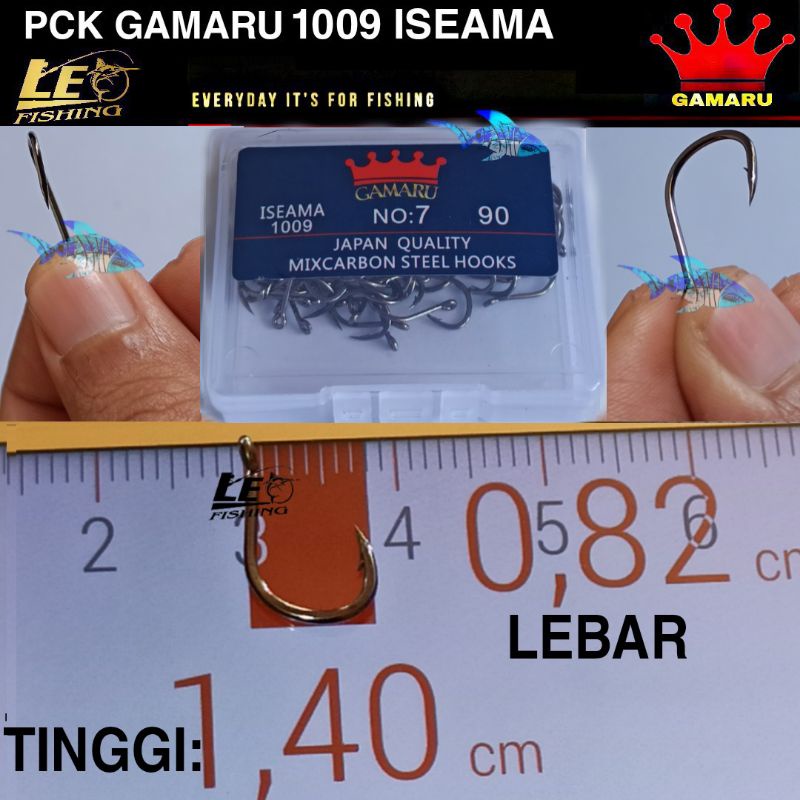 PCK GAMARU 1009 ISEAMA
LEO
FISHING
EVERYDAY IT'S FOR FISHING
GAMARU
GAMARU
ISEAMA
1009
NO:7
90
JAPAN QUALITY
MIXCARBON STEEL HOOKS
LEO
FISHING
2 3 4 5 6
0,82 cm
LEBAR
TINGGI:
1,40 cm